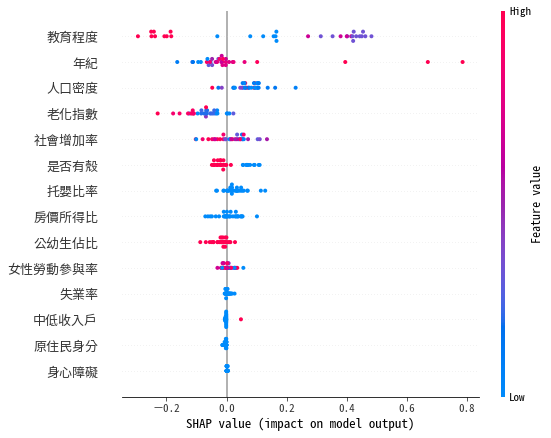 High
教育程度
年紀
人口密度
老化指數
社會增加率
是否有殼
托嬰比率
房價所得比
公幼生佔比
女性勞動參與率
失業率
中低收入戶
原住民身分
身心障礙
Feature value
Low
−0.2 0.0 0.2 0.4 0.6 0.8
SHAP value (impact on model output)